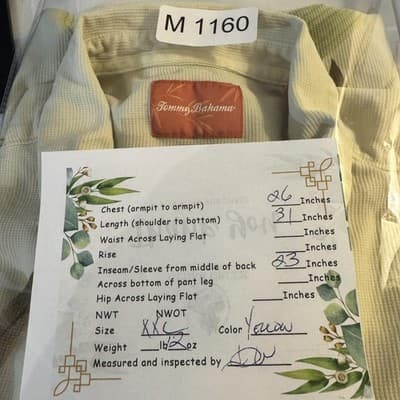 M 1160
Tommy Bahama
Chest (armpit to armpit) 26 Inches
Length (shoulder to bottom) 31 Inches
Waist Across Laying Flat Inches
Rise
Inseam/Sleeve from middle of back 23 Inches
Across bottom of pant leg Inches
Hip Across Laying Flat Inches
NWT NWOT
Size XXL Color Yellow
Weight lb 12 oz
Measured and inspected by